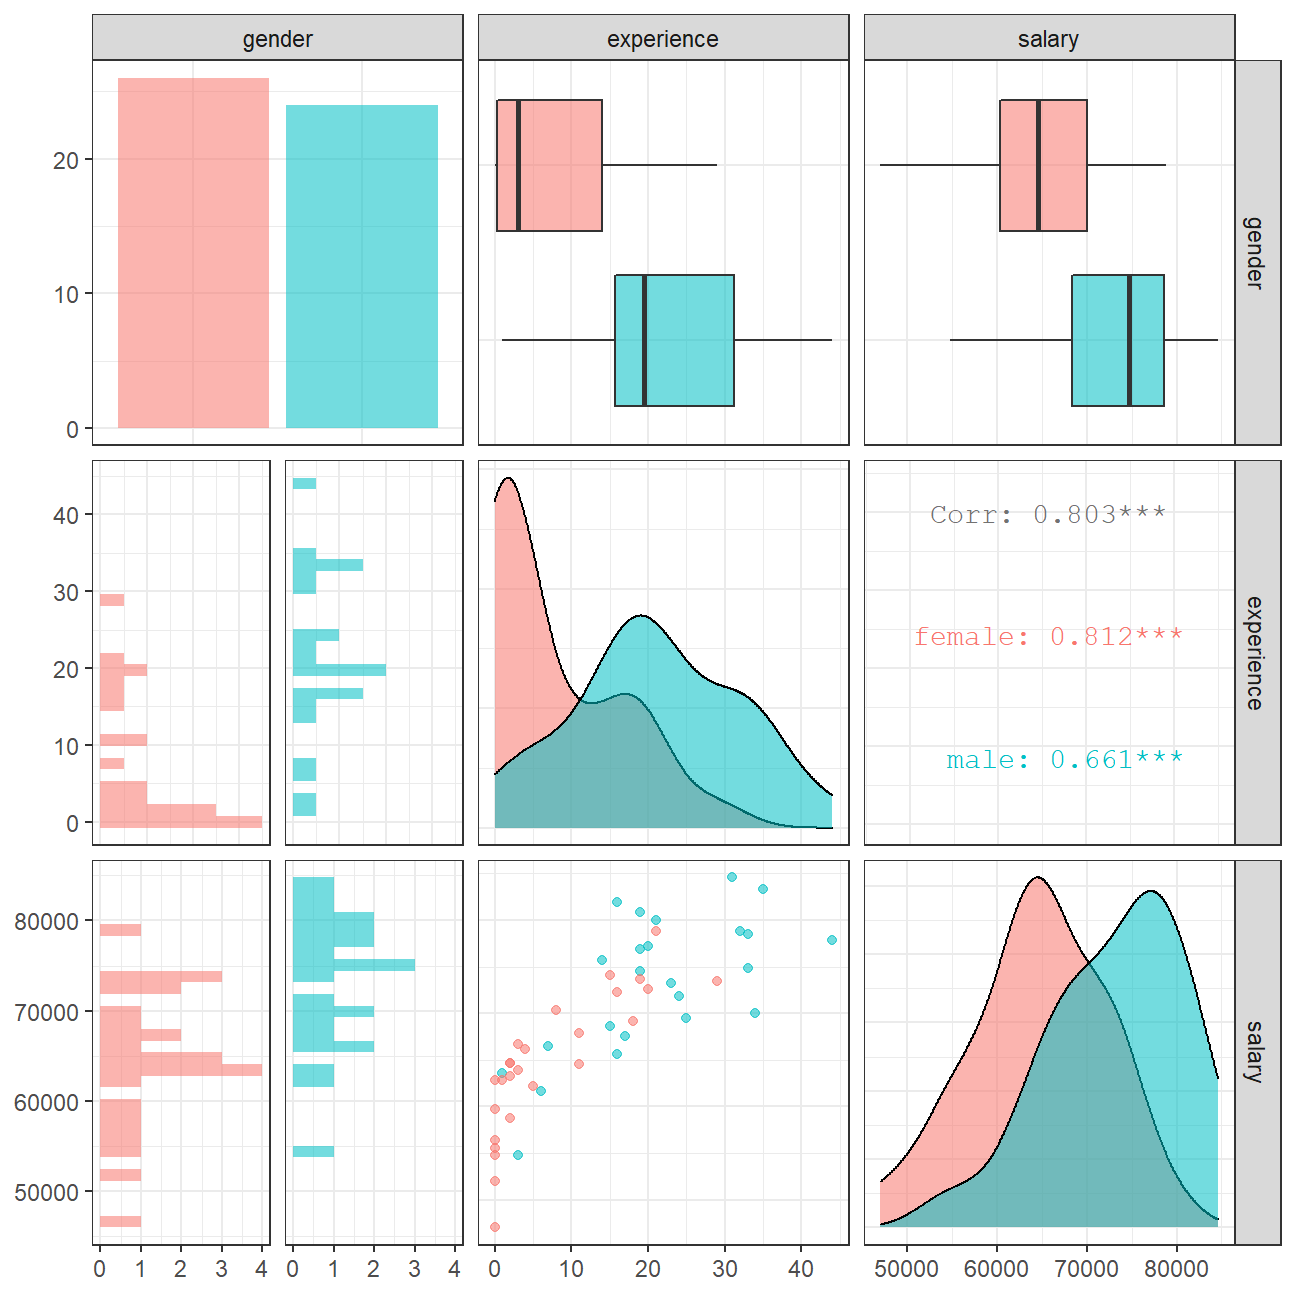 gender
experience
salary
20
10
0
gender
40
30
20
10
0
Corr: 0.803***
female: 0.812***
male: 0.661***
experience
80000
70000
60000
50000
salary
0 1 2 3 4
0 1 2 3 4
0 10 20 30 40
50000 60000 70000 80000